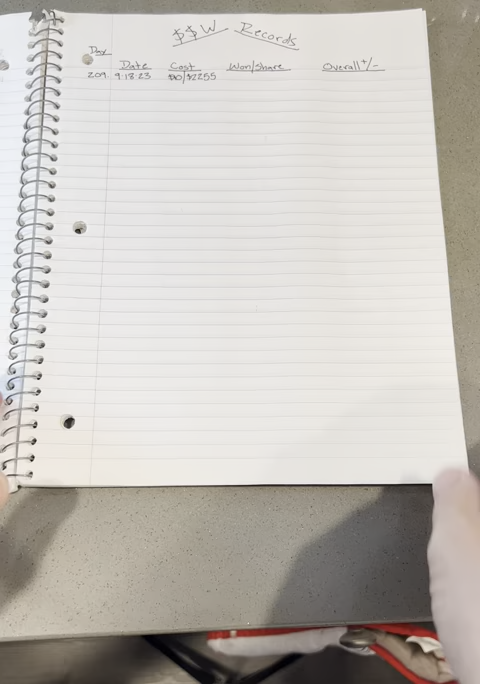 $$W Records
Day
Date Cost Won/Share Overall +/-
209. 9.18.23 $10/$2255